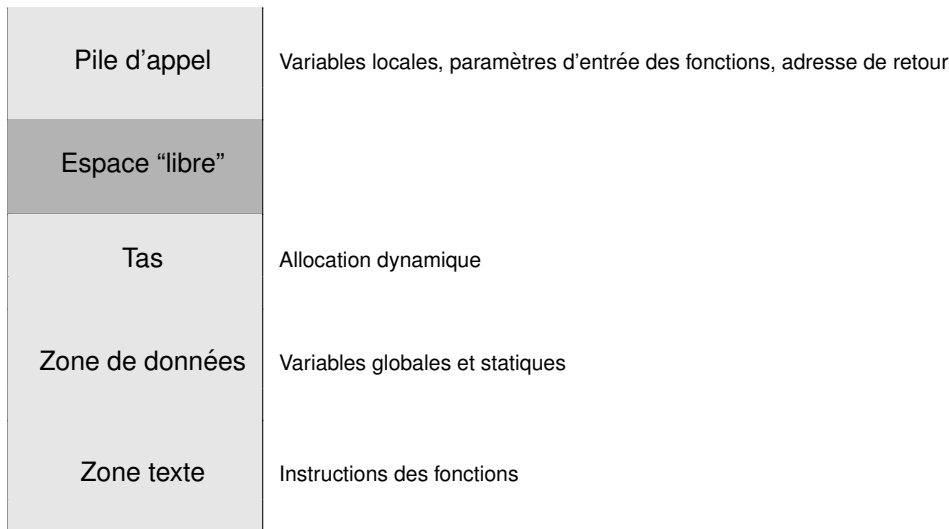 Pile d'appel
Variables locales, paramètres d'entrée des fonctions, adresse de retour
Espace “libre”
Tas
Allocation dynamique
Zone de données
Variables globales et statiques
Zone texte
Instructions des fonctions